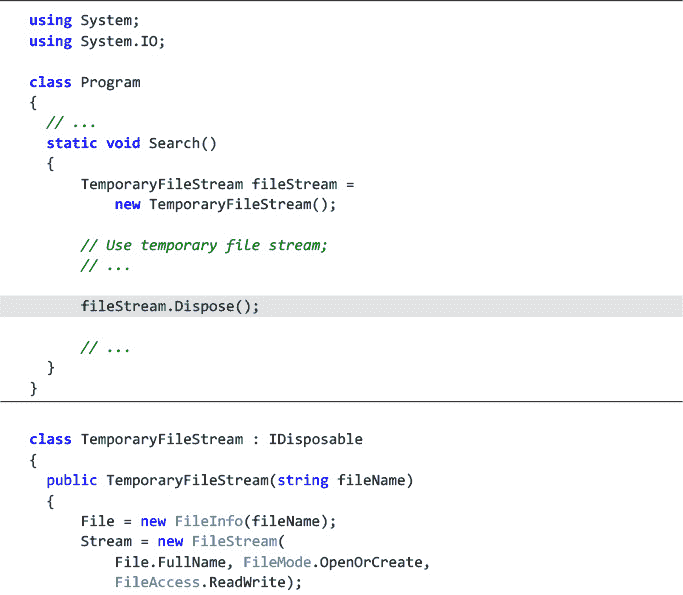 using System;
using System.IO;
class Program
{
// ...
static void Search()
{
TemporaryFileStream fileStream =
new TemporaryFileStream();
// Use temporary file stream;
// ...
fileStream.Dispose();
// ...
}
}
class TemporaryFileStream : IDisposable
{
public TemporaryFileStream(string fileName)
{
File = new FileInfo(fileName);
Stream = new FileStream(
File.FullName, FileMode.OpenOrCreate,
FileAccess.ReadWrite);